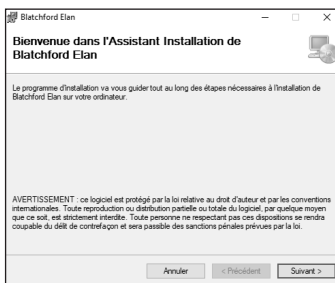 Blatchford Elan
Bienvenue dans l'Assistant Installation de
Blatchford Elan
Le programme d'installation va vous guider tout au long des étapes nécessaires à l'installation de
Blatchford Elan sur votre ordinateur.
AVERTISSEMENT : ce logiciel est protégé par la loi relative au droit d'auteur et par les conventions
internationales. Toute reproduction ou distribution partielle ou totale du logiciel, par quelque moyen
que ce soit, est strictement interdite. Toute personne ne respectant pas ces dispositions se rendra
coupable du délit de contrefaçon et sera passible des sanctions pénales prévues par la loi.
Annuler < Précédent Suivant >